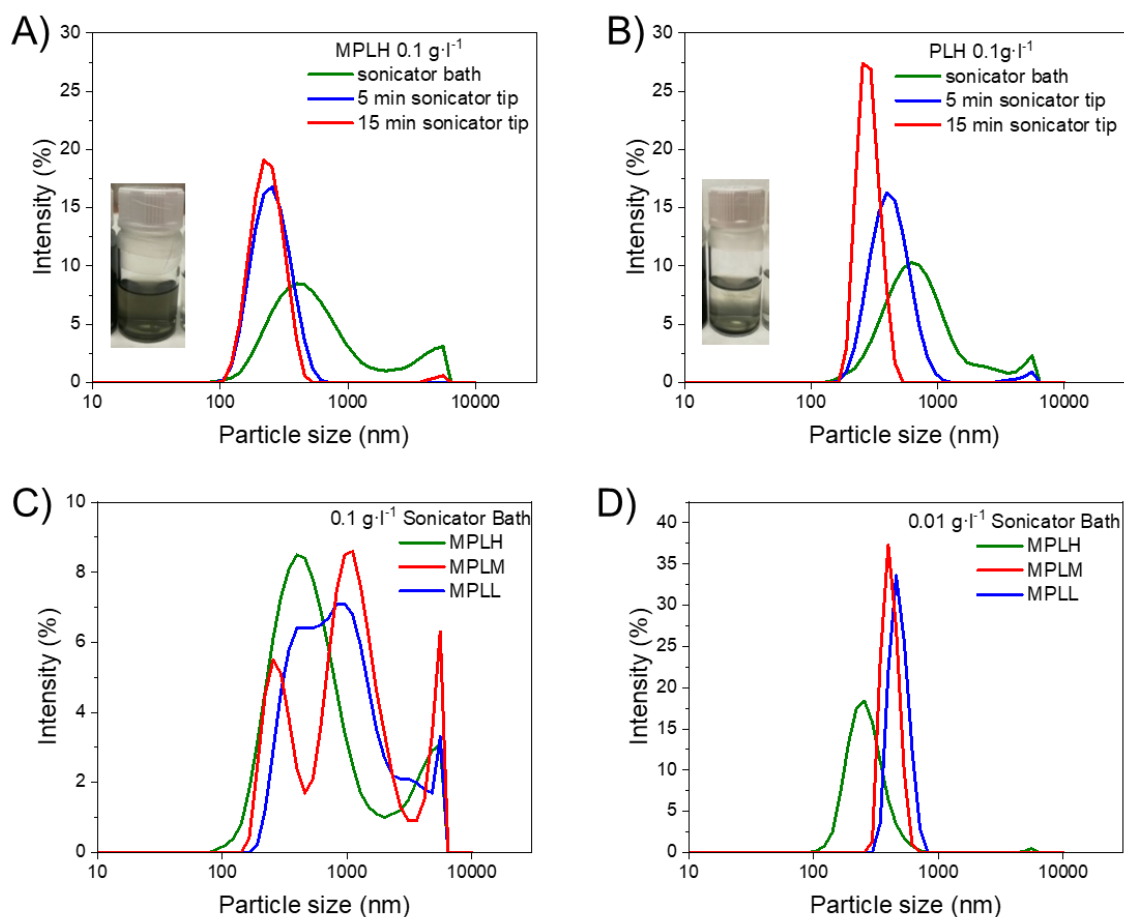 A)
MPLH 0.1 g·l⁻¹
sonicator bath
5 min sonicator tip
15 min sonicator tip
Intensity (%)
30
25
20
15
10
5
0
10
100
1000
10000
Particle size (nm)
B)
PLH 0.1g·l⁻¹
sonicator bath
5 min sonicator tip
15 min sonicator tip
Intensity (%)
30
25
20
15
10
5
0
10
100
1000
10000
Particle size (nm)
C)
0.1 g·l⁻¹ Sonicator Bath
MPLH
MPLM
MPLL
Intensity (%)
10
8
6
4
2
0
10
100
1000
10000
Particle size (nm)
D)
0.01 g·l⁻¹ Sonicator Bath
MPLH
MPLM
MPLL
Intensity (%)
40
35
30
25
20
15
10
5
0
10
100
1000
10000
Particle size (nm)